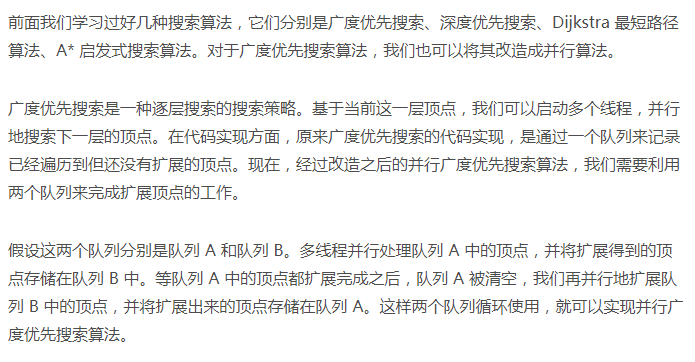 前面我们学习过好几种搜索算法，它们分别是广度优先搜索、深度优先搜索、Dijkstra 最短路径
算法、A* 启发式搜索算法。对于广度优先搜索算法，我们也可以将其改造成并行算法。
广度优先搜索是一种逐层搜索的搜索策略。基于当前这一层顶点，我们可以启动多个线程，并行
地搜索下一层的顶点。在代码实现方面，原来广度优先搜索的代码实现，是通过一个队列来记录
已经遍历到但还没有扩展的顶点。现在，经过改造之后的并行广度优先搜索算法，我们需要利用
两个队列来完成扩展顶点的工作。
假设这两个队列分别是队列 A 和队列 B。多线程并行处理队列 A 中的顶点，并将扩展得到的顶
点存储在队列 B 中。等队列 A 中的顶点都扩展完成之后，队列 A 被清空，我们再并行地扩展队
列 B 中的顶点，并将扩展出来的顶点存储在队列 A。这样两个队列循环使用，就可以实现并行广
度优先搜索算法。